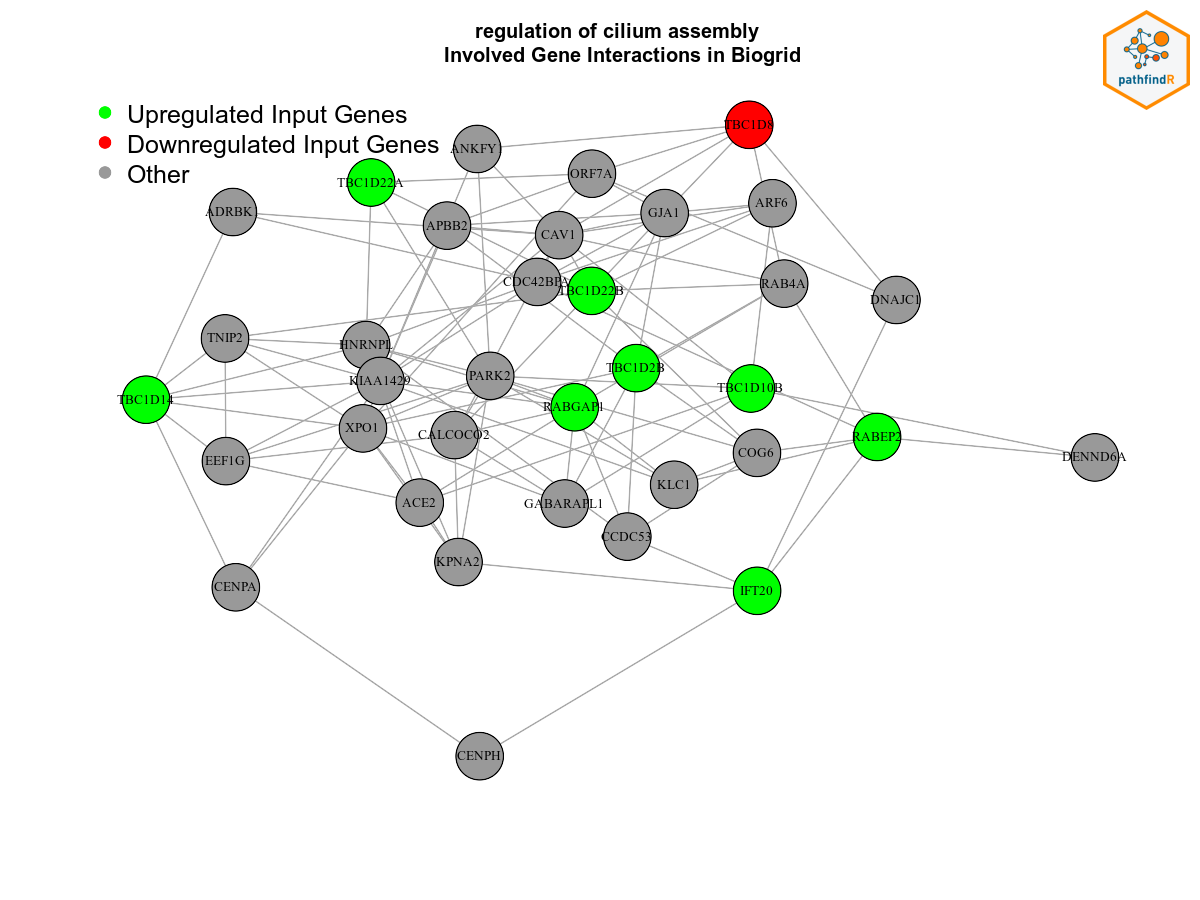 regulation of cilium assembly
Involved Gene Interactions in Biogrid
pathfindR
Upregulated Input Genes
Downregulated Input Genes
Other
TBC1D8
ANKFY1
ORF7A
TBC1D22A
ARF6
ADRBK
GJA1
APBB2
CAV1
CDC42BPA
TBC1D22B
RAB4A
DNAJC1
TNIP2
HNRNPL
TBC1D2B
KIAA1429
PARK2
TBC1D10B
TBC1D14
RABGAP1
XPO1
CALCOCO2
RABEP2
COG6
DENND6A
EEF1G
KLC1
ACE2
GABARAPL1
CCDC53
KPNA2
CENPA
IFT20
CENPH